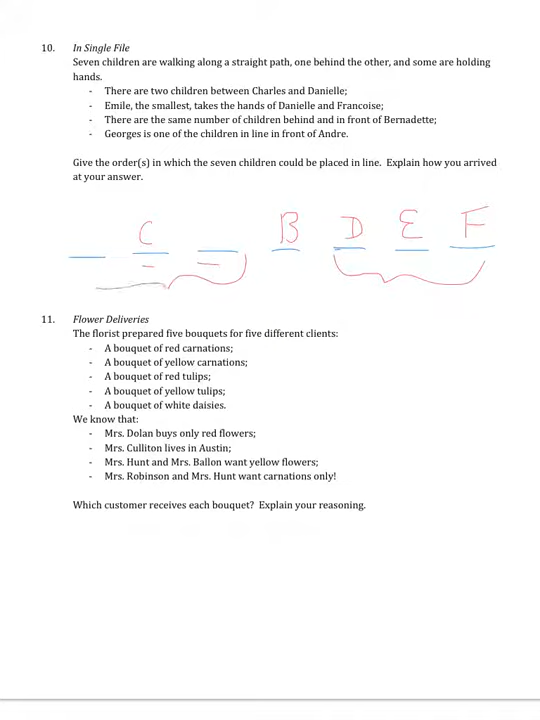 10. In Single File
Seven children are walking along a straight path, one behind the other, and some are holding
hands.
- There are two children between Charles and Danielle;
- Emile, the smallest, takes the hands of Danielle and Francoise;
- There are the same number of children behind and in front of Bernadette;
- Georges is one of the children in line in front of Andre.
Give the order(s) in which the seven children could be placed in line. Explain how you arrived
at your answer.
C B D E F
11. Flower Deliveries
The florist prepared five bouquets for five different clients:
- A bouquet of red carnations;
- A bouquet of yellow carnations;
- A bouquet of red tulips;
- A bouquet of yellow tulips;
- A bouquet of white daisies.
We know that:
- Mrs. Dolan buys only red flowers;
- Mrs. Culliton lives in Austin;
- Mrs. Hunt and Mrs. Ballon want yellow flowers;
- Mrs. Robinson and Mrs. Hunt want carnations only!
Which customer receives each bouquet? Explain your reasoning.